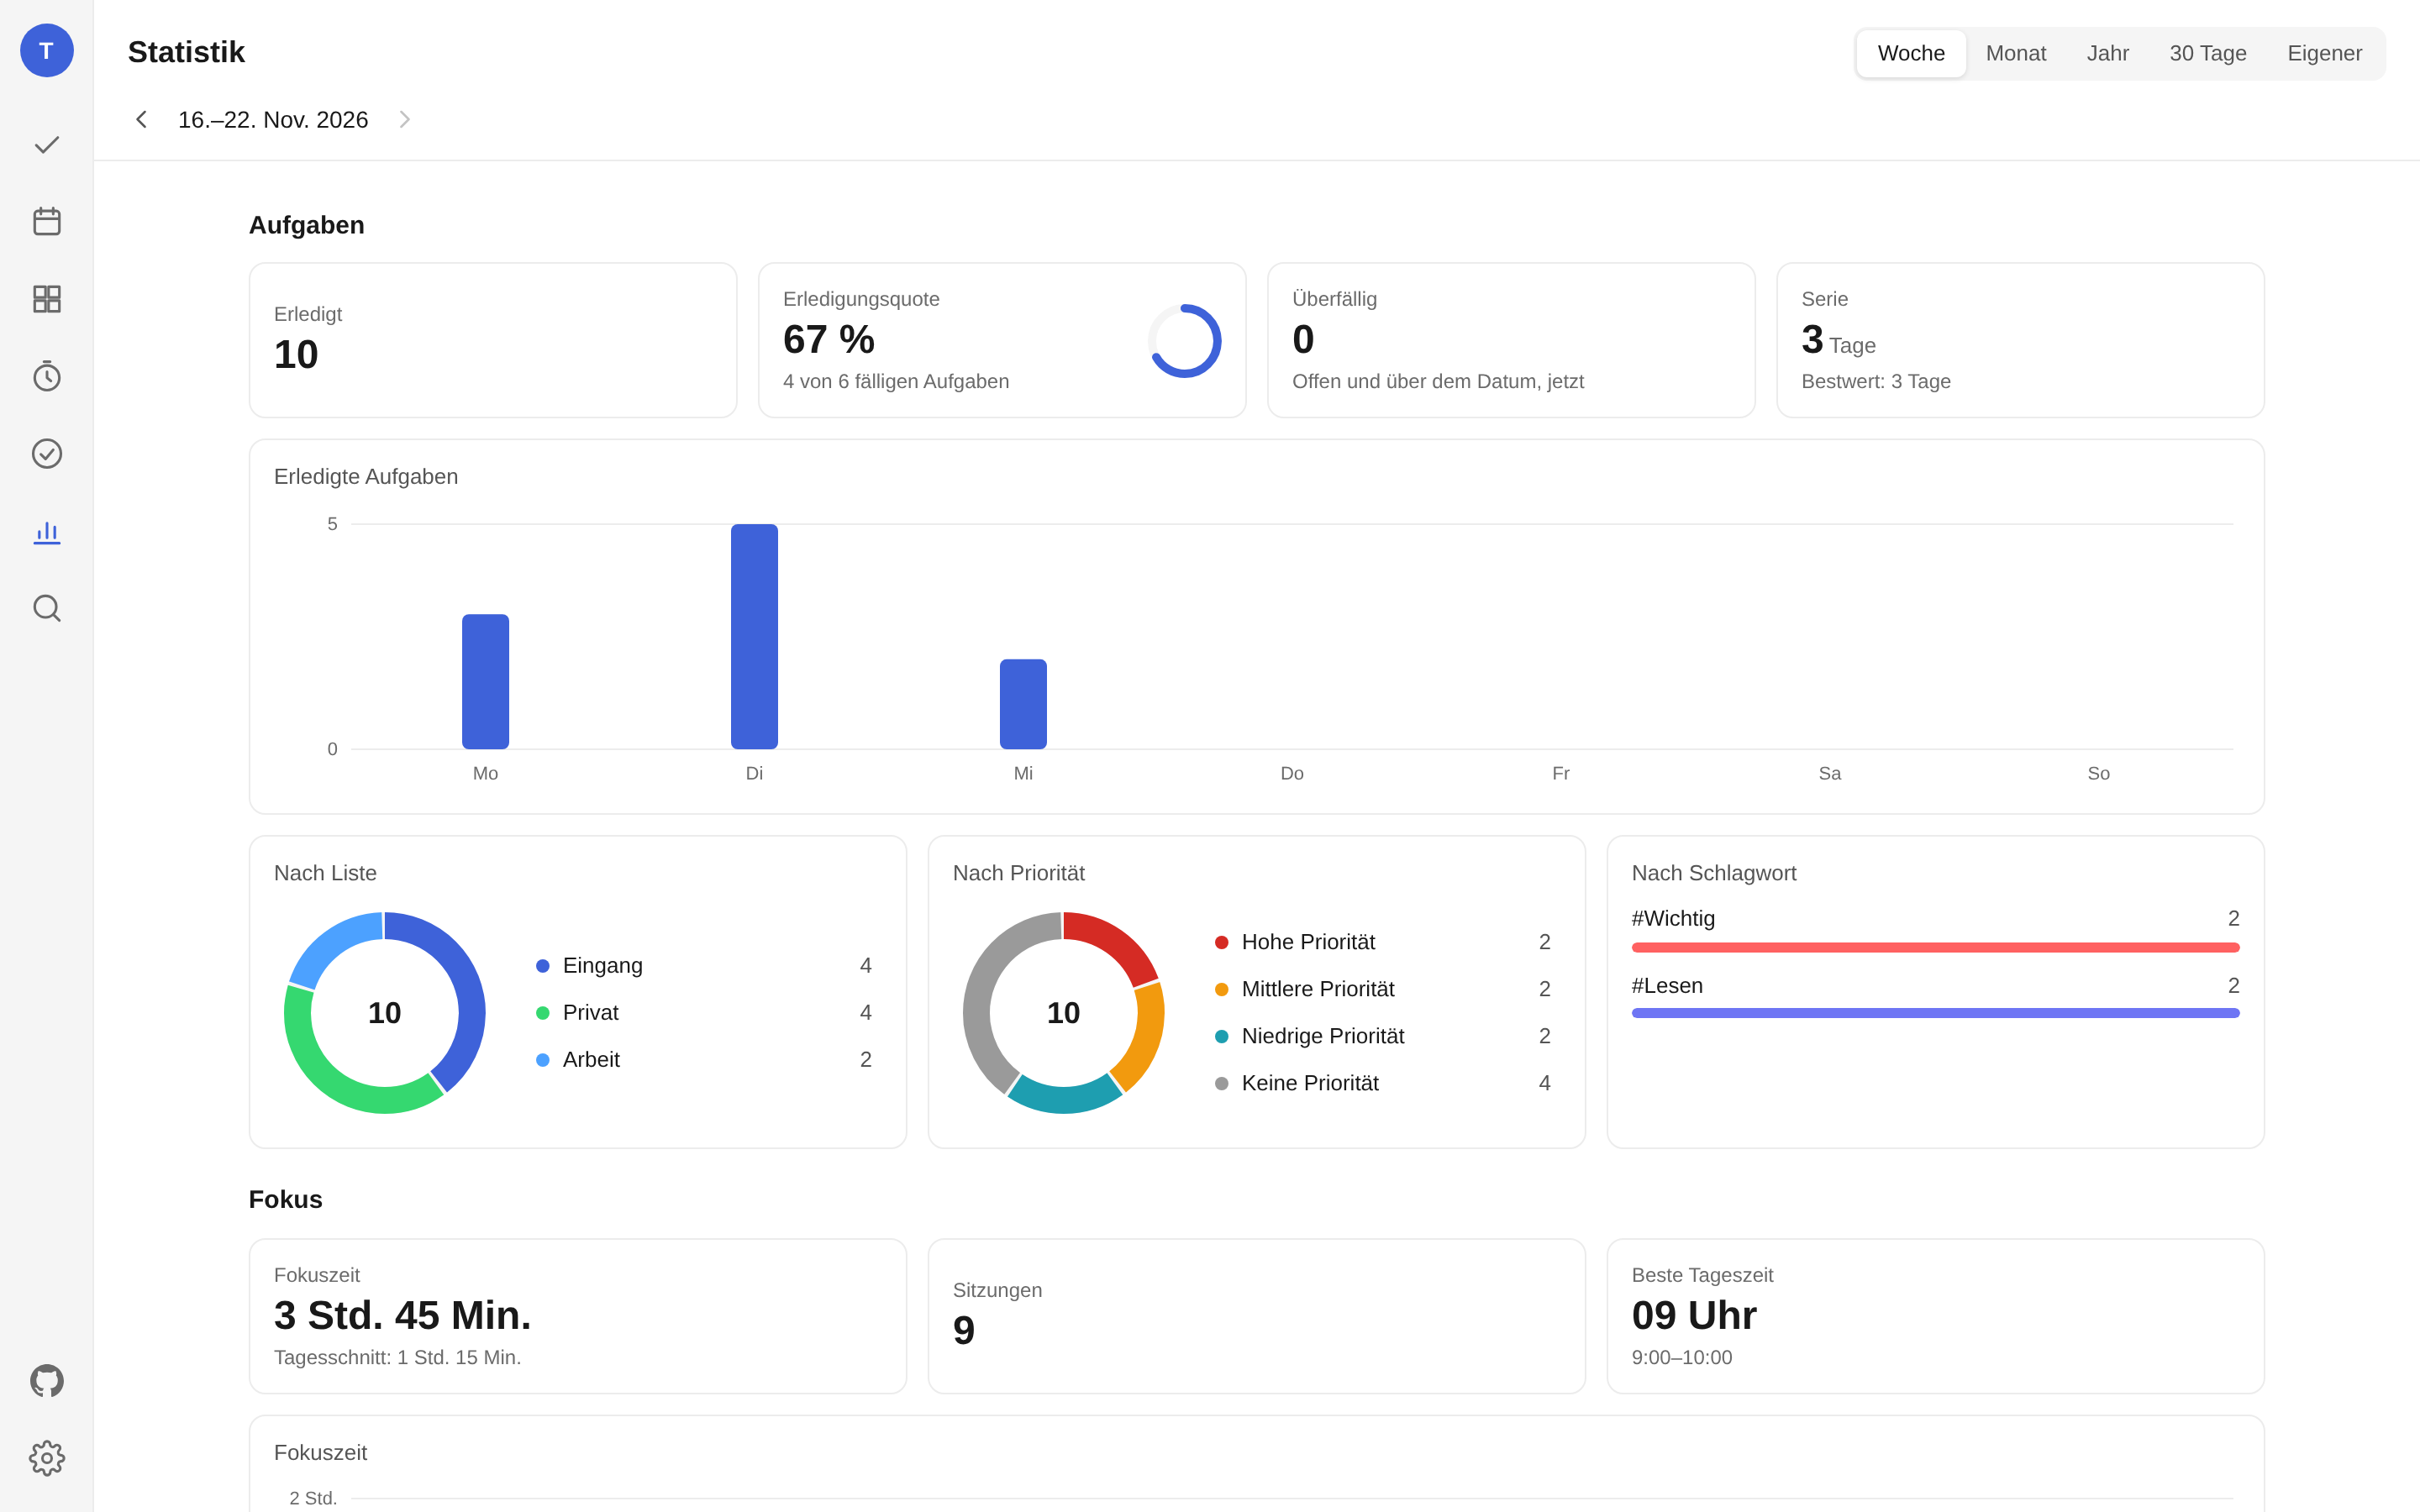 T
Statistik
Woche Monat Jahr 30 Tage Eigener
16.–22. Nov. 2026
Aufgaben
Erledigt
10
Erledigungsquote
67 %
4 von 6 fälligen Aufgaben
Überfällig
0
Offen und über dem Datum, jetzt
Serie
3 Tage
Bestwert: 3 Tage
Erledigte Aufgaben
5
0
Mo Di Mi Do Fr Sa So
Nach Liste
10
Eingang 4
Privat 4
Arbeit 2
Nach Priorität
10
Hohe Priorität 2
Mittlere Priorität 2
Niedrige Priorität 2
Keine Priorität 4
Nach Schlagwort
#Wichtig 2
#Lesen 2
Fokus
Fokuszeit
3 Std. 45 Min.
Tagesschnitt: 1 Std. 15 Min.
Sitzungen
9
Beste Tageszeit
09 Uhr
9:00–10:00
Fokuszeit
2 Std.